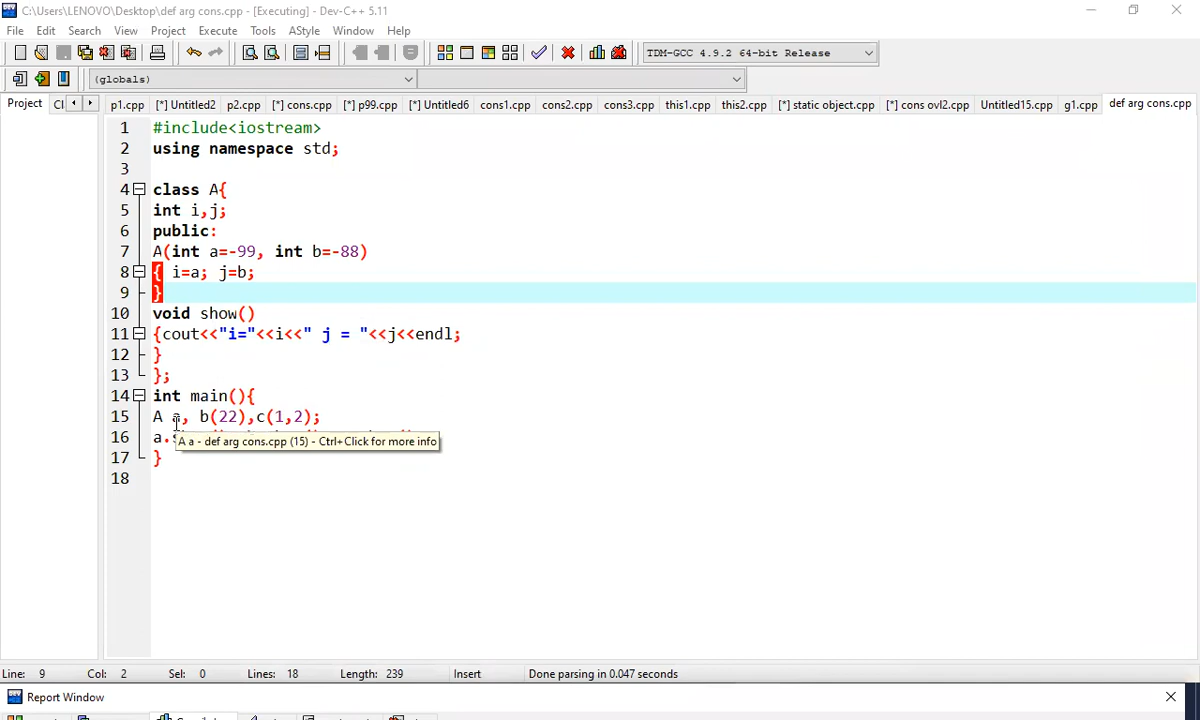 C:\Users\LENOVO\Desktop\def arg cons.cpp - [Executing] - Dev-C++ 5.11
File Edit Search View Project Execute Tools AStyle Window Help
TDM-GCC 4.9.2 64-bit Release
(globals)
Project Cl p1.cpp [*] Untitled2 p2.cpp [*] cons.cpp [*] p99.cpp [*] Untitled6 cons1.cpp cons2.cpp cons3.cpp this1.cpp this2.cpp [*] static object.cpp [*] cons ovl2.cpp Untitled15.cpp g1.cpp def arg cons.cpp
1 #include<iostream>
2 using namespace std;
3
4 class A{
5 int i,j;
6 public:
7 A(int a=-99, int b=-88)
8 { i=a; j=b;
9 }
10 void show()
11 {cout<<"i="<<i<<" j = "<<j<<endl;
12 }
13 };
14 int main(){
15 A a, b(22),c(1,2);
16 a.
A a - def arg cons.cpp (15) - Ctrl+Click for more info
17 }
18
Line: 9 Col: 2 Sel: 0 Lines: 18 Length: 239 Insert Done parsing in 0.047 seconds
Report Window